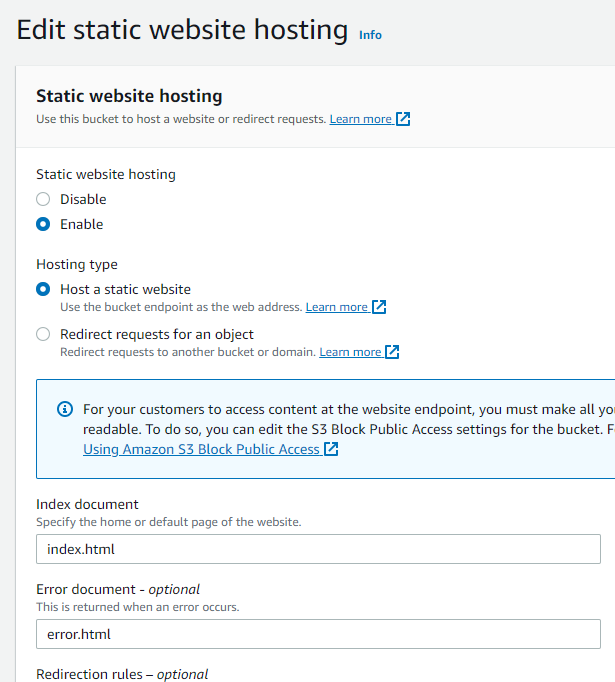 Edit static website hosting Info
Static website hosting
Use this bucket to host a website or redirect requests. Learn more
Static website hosting
Disable
Enable
Hosting type
Host a static website
Use the bucket endpoint as the web address. Learn more
Redirect requests for an object
Redirect requests to another bucket or domain. Learn more
For your customers to access content at the website endpoint, you must make all
readable. To do so, you can edit the S3 Block Public Access settings for the bucket.
Using Amazon S3 Block Public Access
Index document
Specify the home or default page of the website.
index.html
Error document - optional
This is returned when an error occurs.
error.html
Redirection rules – optional